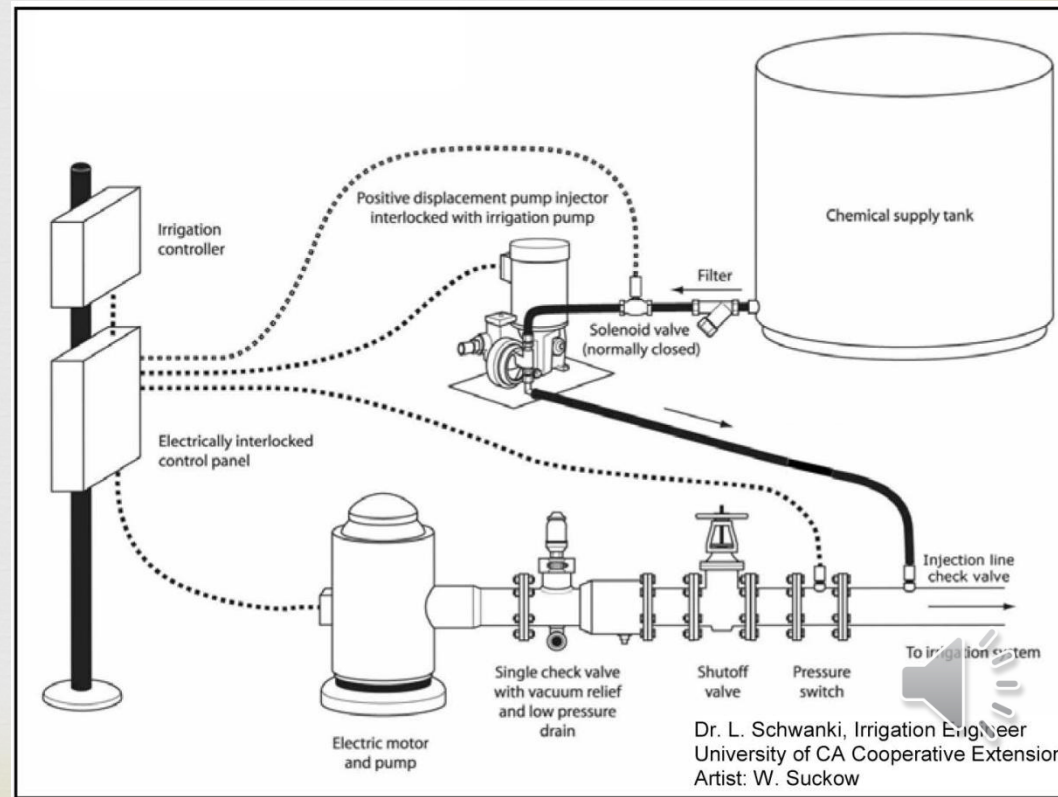 Positive displacement pump injector
interlocked with irrigation pump
Chemical supply tank
Irrigation
controller
Filter
Solenoid valve
(normally closed)
Electrically interlocked
control panel
Injection line
check valve
To irrigation system
Single check valve
with vacuum relief
and low pressure
drain
Shutoff
valve
Pressure
switch
Electric motor
and pump
Dr. L. Schwanki, Irrigation Engineer
University of CA Cooperative Extension
Artist: W. Suckow